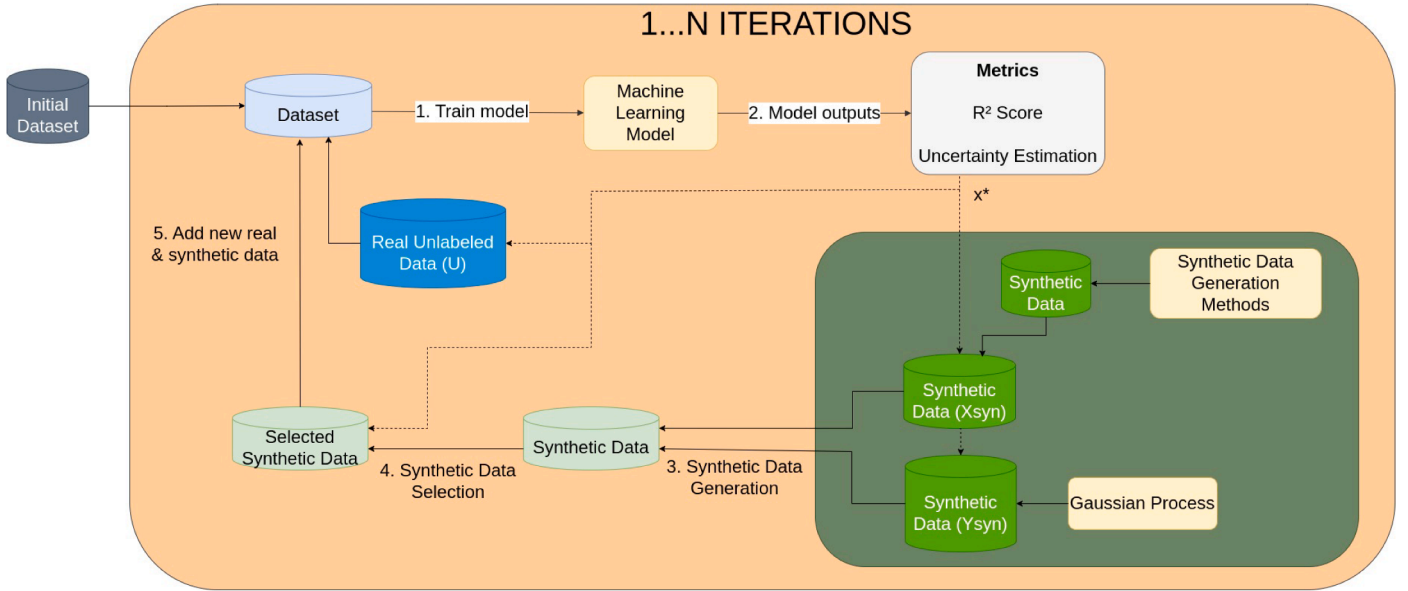 1...N ITERATIONS
Initial
Dataset
Dataset
1. Train model
Machine
Learning
Model
2. Model outputs
Metrics
R² Score
Uncertainty Estimation
x*
5. Add new real
& synthetic data
Real Unlabeled
Data (U)
Synthetic
Data
Synthetic Data
Generation
Methods
Synthetic
Data (Xsyn)
Selected
Synthetic Data
4. Synthetic Data
Selection
Synthetic Data
3. Synthetic Data
Generation
Synthetic
Data (Ysyn)
Gaussian Process